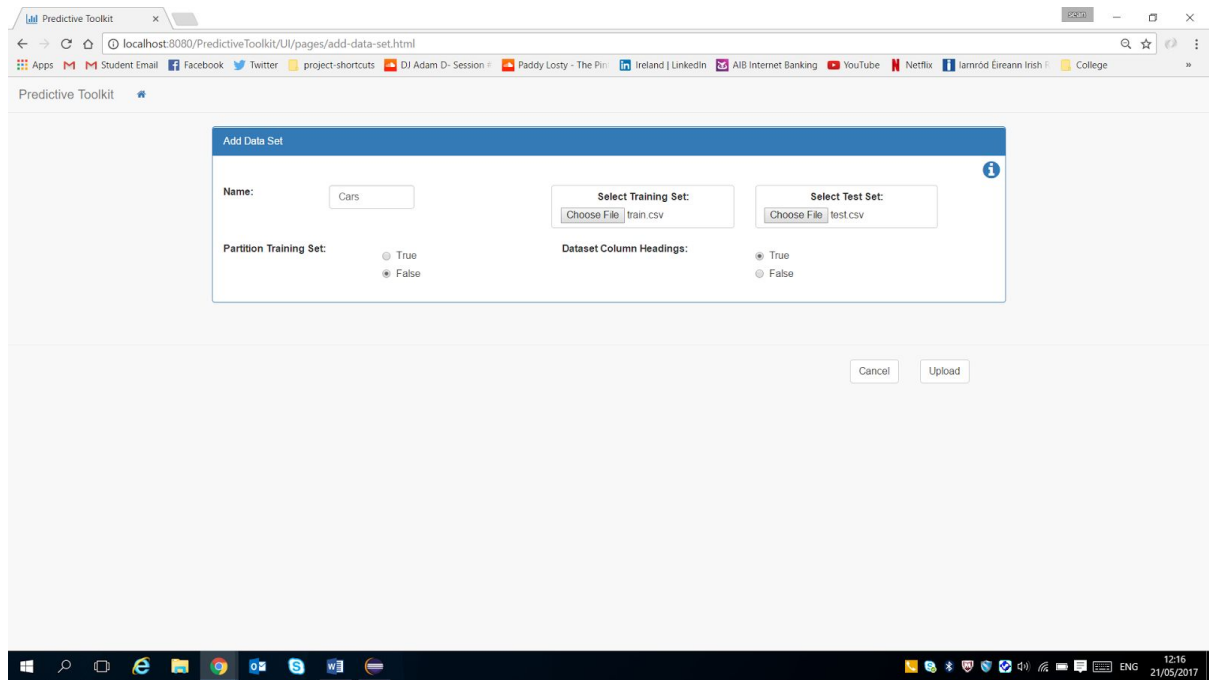 Predictive Toolkit
sean
localhost:8080/PredictiveToolkit/UI/pages/add-data-set.html
Apps Student Email Facebook Twitter project-shortcuts DJ Adam D- Session Paddy Losty - The Pin Ireland | LinkedIn AIB Internet Banking YouTube Netflix Iarnród Éireann Irish College »
Predictive Toolkit
Add Data Set
Name: Cars
Select Training Set:
Choose File train.csv
Select Test Set:
Choose File test.csv
Partition Training Set:
True
False
Dataset Column Headings:
True
False
Cancel Upload
ENG
12:16
21/05/2017